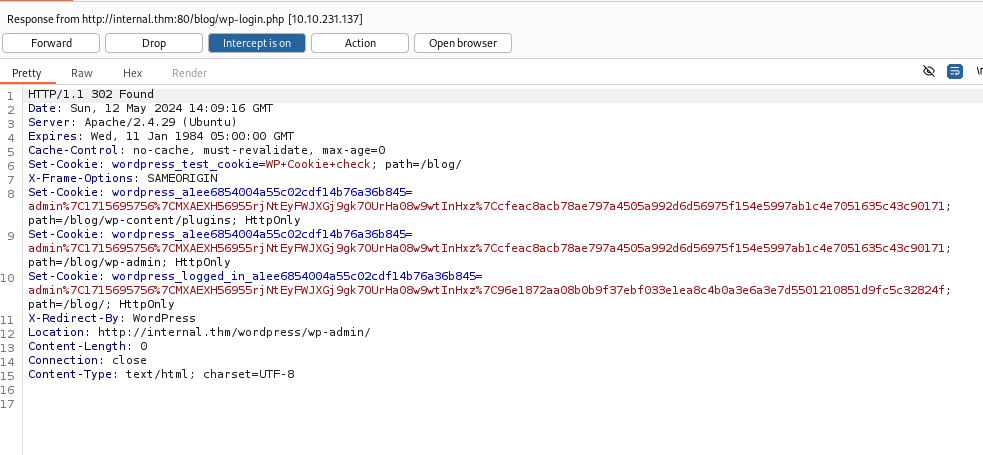 Response from http://internal.thm:80/blog/wp-login.php [10.10.231.137]
Forward Drop Intercept is on Action Open browser
Pretty Raw Hex Render
1 HTTP/1.1 302 Found
2 Date: Sun, 12 May 2024 14:09:16 GMT
3 Server: Apache/2.4.29 (Ubuntu)
4 Expires: Wed, 11 Jan 1984 05:00:00 GMT
5 Cache-Control: no-cache, must-revalidate, max-age=0
6 Set-Cookie: wordpress_test_cookie=WP+Cookie+check; path=/blog/
7 X-Frame-Options: SAMEORIGIN
8 Set-Cookie: wordpress_a1ee6854004a55c02cdf14b76a36b845=
admin%7C1715695756%7CMXAEXH56955rjNtEyFWJXGj9gk7OUrHa08w9wtInHxz%7Ccfeac8acb78ae797a4505a992d6d56975f154e5997ab1c4e7051635c43c90171;
path=/blog/wp-content/plugins; HttpOnly
9 Set-Cookie: wordpress_a1ee6854004a55c02cdf14b76a36b845=
admin%7C1715695756%7CMXAEXH56955rjNtEyFWJXGj9gk7OUrHa08w9wtInHxz%7Ccfeac8acb78ae797a4505a992d6d56975f154e5997ab1c4e7051635c43c90171;
path=/blog/wp-admin; HttpOnly
10 Set-Cookie: wordpress_logged_in_a1ee6854004a55c02cdf14b76a36b845=
admin%7C1715695756%7CMXAEXH56955rjNtEyFWJXGj9gk7OUrHa08w9wtInHxz%7C96e1872aa08b0b9f37ebf033e1ea8c4b0a3e6a3e7d5501210851d9fc5c32824f;
path=/blog/; HttpOnly
11 X-Redirect-By: WordPress
12 Location: http://internal.thm/wordpress/wp-admin/
13 Content-Length: 0
14 Connection: close
15 Content-Type: text/html; charset=UTF-8
16
17